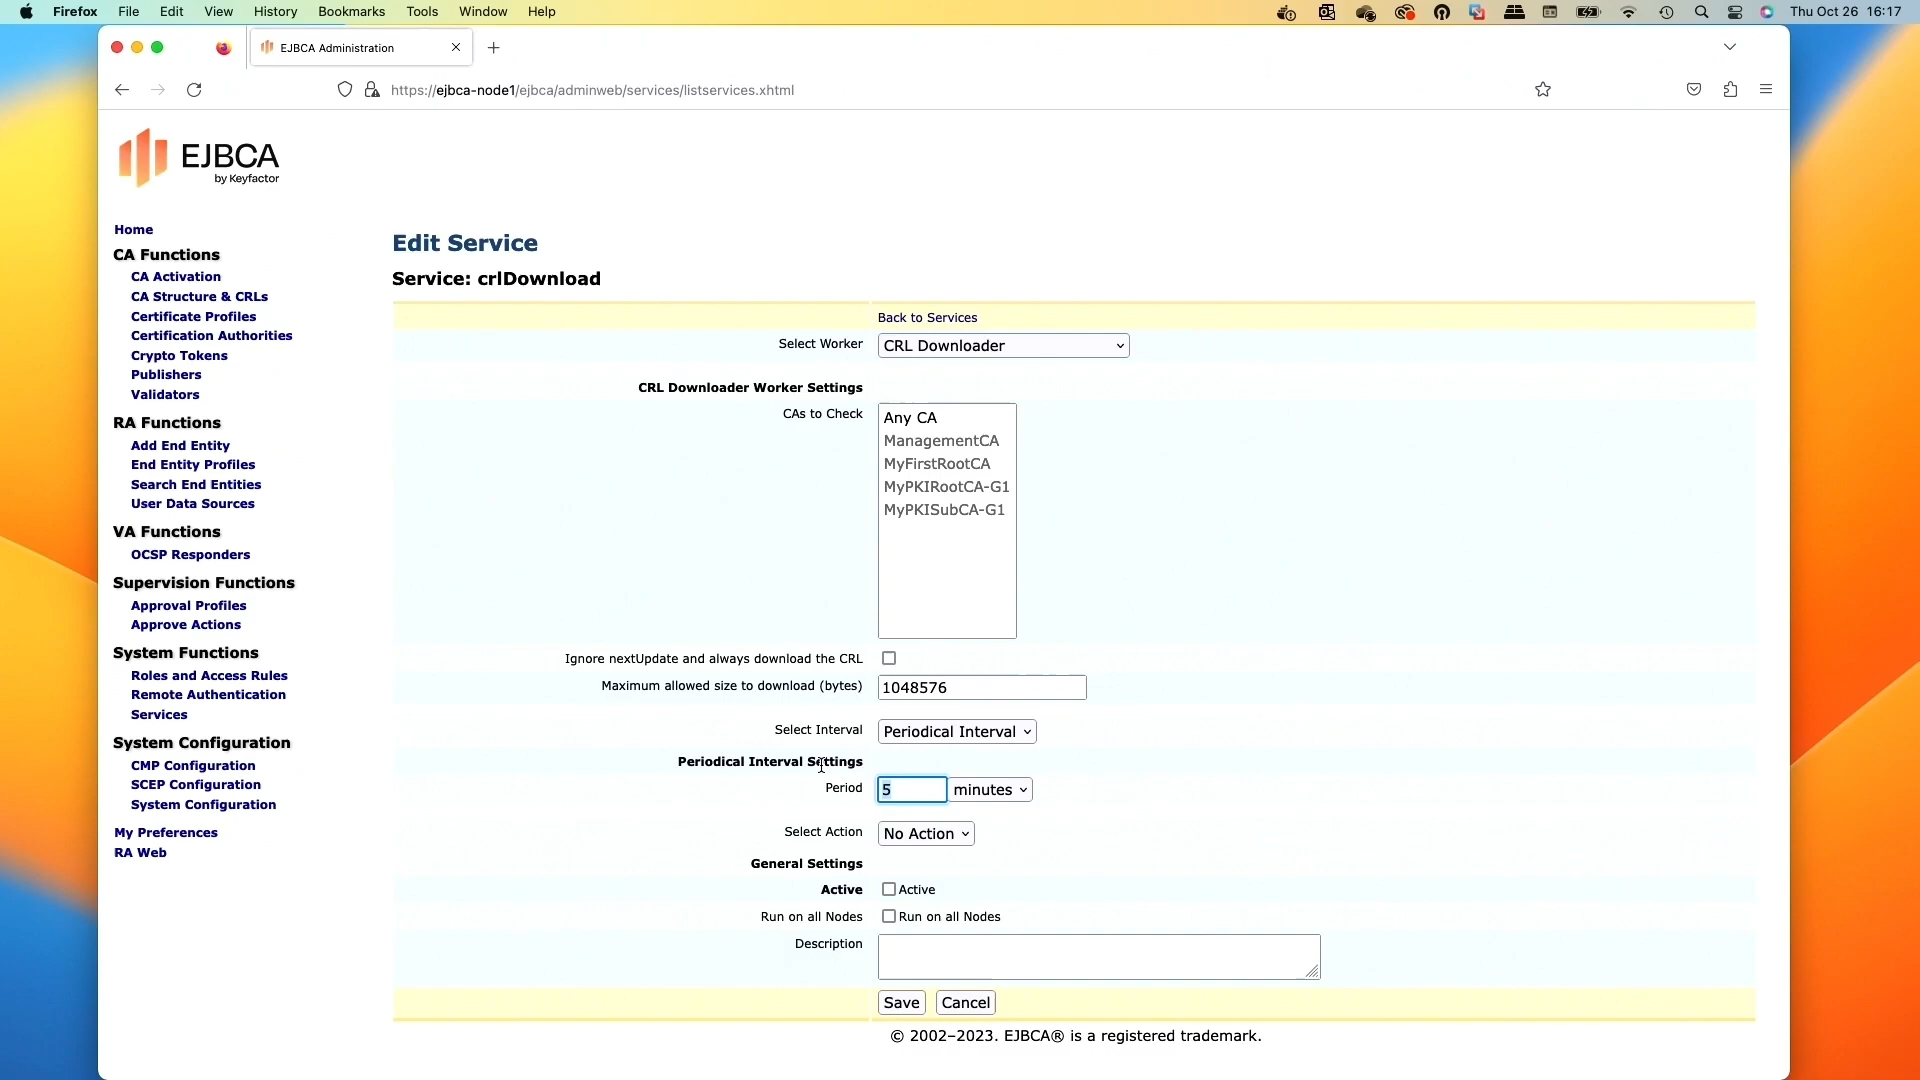 Firefox File Edit View History Bookmarks Tools Window Help Thu Oct 26 16:17
EJBCA Administration
https://ejbca-node1/ejbca/adminweb/services/listservices.xhtml
EJBCA
by Keyfactor
Home
CA Functions
CA Activation
CA Structure & CRLs
Certificate Profiles
Certification Authorities
Crypto Tokens
Publishers
Validators
RA Functions
Add End Entity
End Entity Profiles
Search End Entities
User Data Sources
VA Functions
OCSP Responders
Supervision Functions
Approval Profiles
Approve Actions
System Functions
Roles and Access Rules
Remote Authentication
Services
System Configuration
CMP Configuration
SCEP Configuration
System Configuration
My Preferences
RA Web
Edit Service
Service: crlDownload
Back to Services
Select Worker CRL Downloader
CRL Downloader Worker Settings
CAs to Check
Any CA
ManagementCA
MyFirstRootCA
MyPKIRootCA-G1
MyPKISubCA-G1
Ignore nextUpdate and always download the CRL
Maximum allowed size to download (bytes) 1048576
Select Interval Periodical Interval
Periodical Interval Settings
Period 5 minutes
Select Action No Action
General Settings
Active Active
Run on all Nodes Run on all Nodes
Description
Save Cancel
© 2002–2023. EJBCA® is a registered trademark.